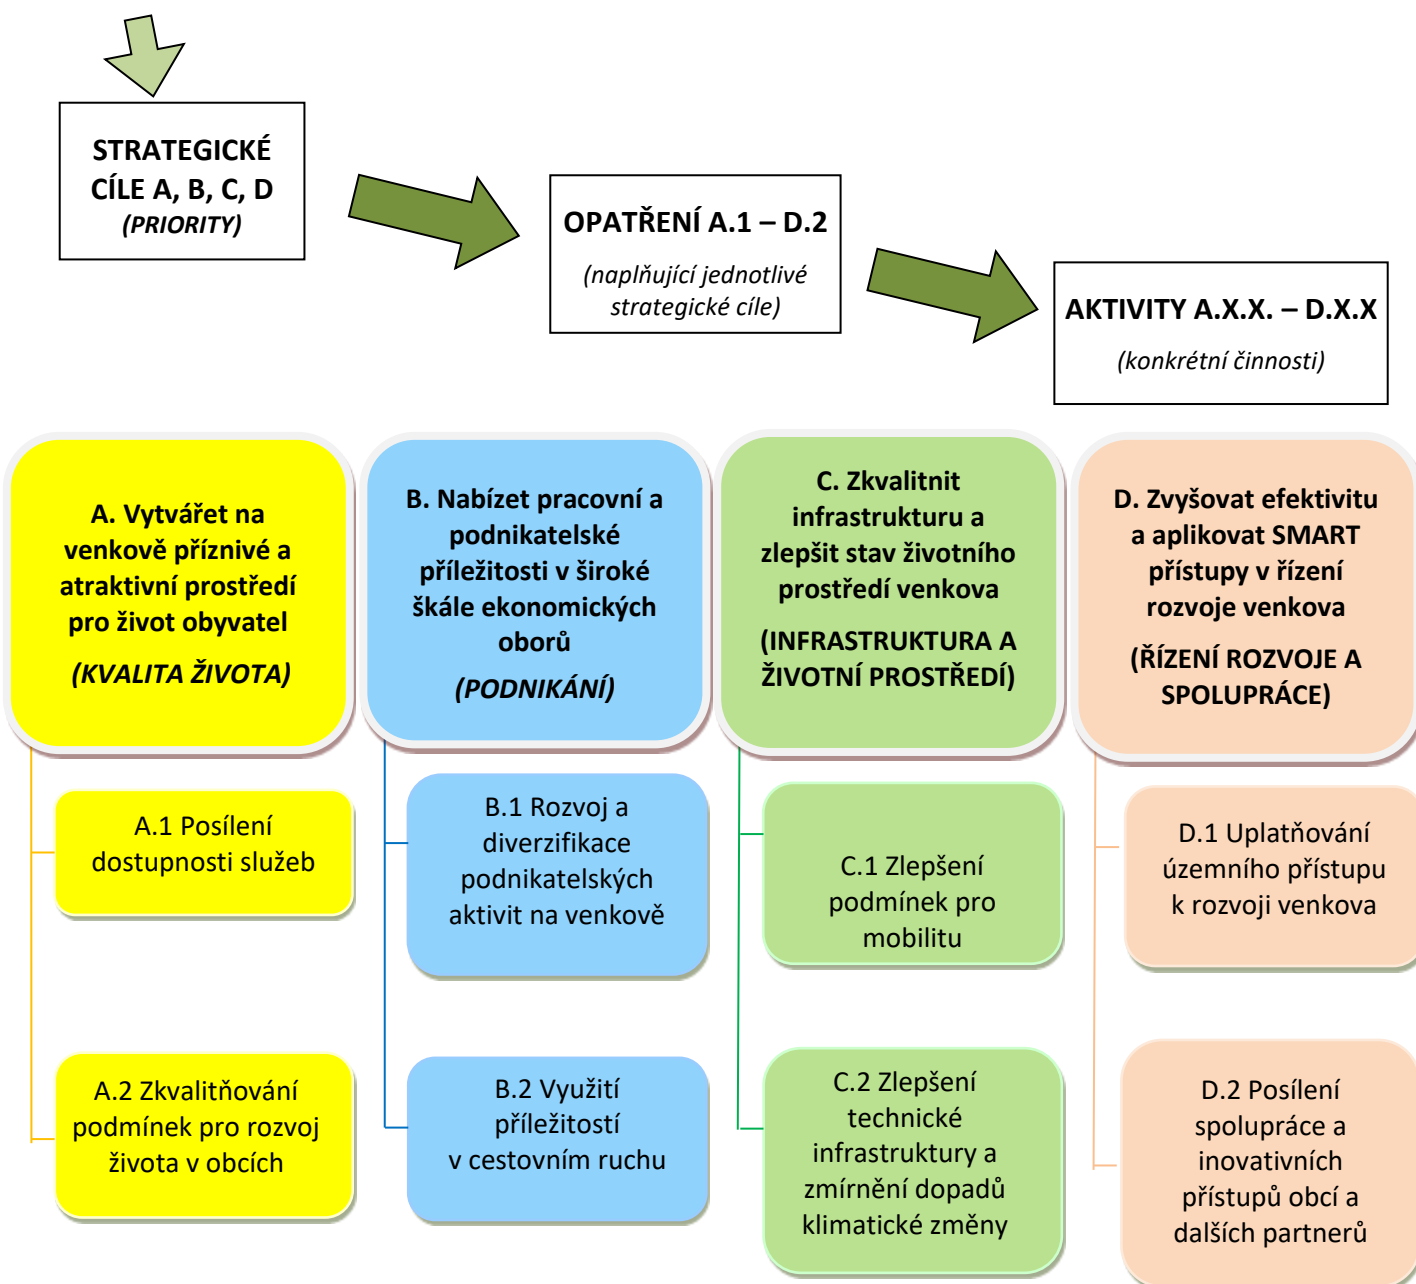 STRATEGICKÉ
CÍLE A, B, C, D
(PRIORITY)
OPATŘENÍ A.1 – D.2
(naplňující jednotlivé
strategické cíle)
AKTIVITY A.X.X. – D.X.X
(konkrétní činnosti)
A. Vytvářet na
venkově příznivé a
atraktivní prostředí
pro život obyvatel
(KVALITA ŽIVOTA)
B. Nabízet pracovní a
podnikatelské
příležitosti v široké
škále ekonomických
oborů
(PODNIKÁNÍ)
C. Zkvalitnit
infrastrukturu a
zlepšit stav životního
prostředí venkova
(INFRASTRUKTURA A
ŽIVOTNÍ PROSTŘEDÍ)
D. Zvyšovat efektivitu
a aplikovat SMART
přístupy v řízení
rozvoje venkova
(ŘÍZENÍ ROZVOJE A
SPOLUPRÁCE)
A.1 Posílení
dostupnosti služeb
B.1 Rozvoj a
diverzifikace
podnikatelských
aktivit na venkově
C.1 Zlepšení
podmínek pro
mobilitu
D.1 Uplatňování
územního přístupu
k rozvoji venkova
A.2 Zkvalitňování
podmínek pro rozvoj
života v obcích
B.2 Využití
příležitostí
v cestovním ruchu
C.2 Zlepšení
technické
infrastruktury a
zmírnění dopadů
klimatické změny
D.2 Posílení
spolupráce a
inovativních
přístupů obcí a
dalších partnerů